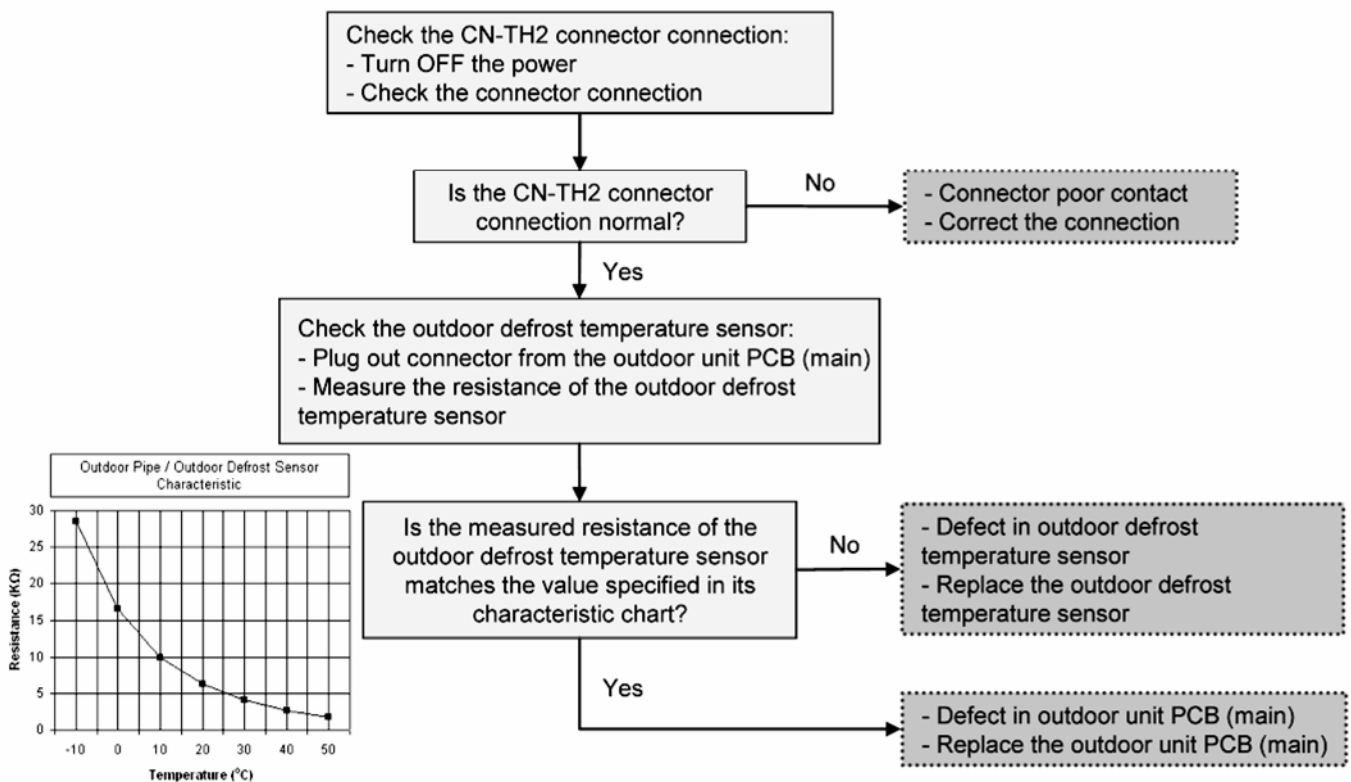 Check the CN-TH2 connector connection:
- Turn OFF the power
- Check the connector connection
Is the CN-TH2 connector
connection normal?
No
- Connector poor contact
- Correct the connection
Yes
Check the outdoor defrost temperature sensor:
- Plug out connector from the outdoor unit PCB (main)
- Measure the resistance of the outdoor defrost
temperature sensor
Outdoor Pipe / Outdoor Defrost Sensor
Characteristic
Resistance (KΩ)
30
25
20
15
10
5
0
-10 0 10 20 30 40 50
Temperature (°C)
Is the measured resistance of the
outdoor defrost temperature sensor
matches the value specified in its
characteristic chart?
No
- Defect in outdoor defrost
temperature sensor
- Replace the outdoor defrost
temperature sensor
Yes
- Defect in outdoor unit PCB (main)
- Replace the outdoor unit PCB (main)